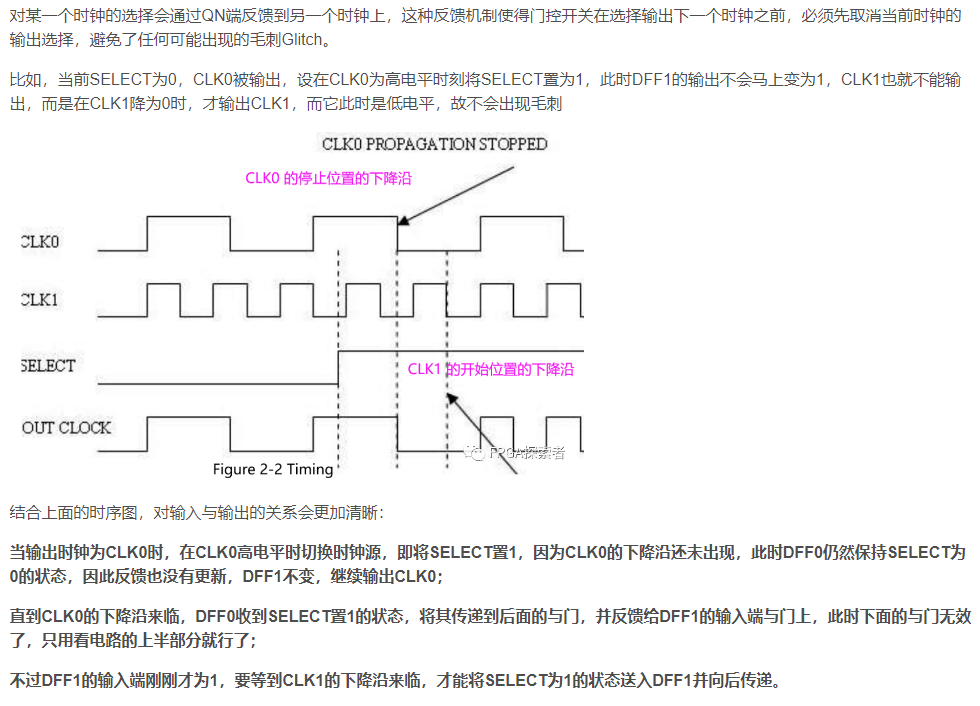 对某一个时钟的选择会通过QN端反馈到另一个时钟上，这种反馈机制使得门控开关在选择输出下一个时钟之前，必须先取消当前时钟的
输出选择，避免了任何可能出现的毛刺Glitch。
比如，当前SELECT为0，CLK0被输出，设在CLK0为高电平时刻将SELECT置为1，此时DFF1的输出不会马上变为1，CLK1也就不能输
出，而是在CLK1降为0时，才输出CLK1，而它此时是低电平，故不会出现毛刺
CLK0 PROPAGATION STOPPED
CLK0 的停止位置的下降沿
CLK0
CLK1
SELECT
CLK1 的开始位置的下降沿
OUT CLOCK
FPGA探索者
Figure 2-2 Timing
结合上面的时序图，对输入与输出的关系会更加清晰：
当输出时钟为CLK0时，在CLK0高电平时切换时钟源，即将SELECT置1，因为CLK0的下降沿还未出现，此时DFF0仍然保持SELECT为
0的状态，因此反馈也没有更新，DFF1不变，继续输出CLK0；
直到CLK0的下降沿来临，DFF0收到SELECT置1的状态，将其传递到后面的与门，并反馈给DFF1的输入端与门上，此时下面的与门无效
了，只用看电路的上半部分就行了；
不过DFF1的输入端刚刚才为1，要等到CLK1的下降沿来临，才能将SELECT为1的状态送入DFF1并向后传递。